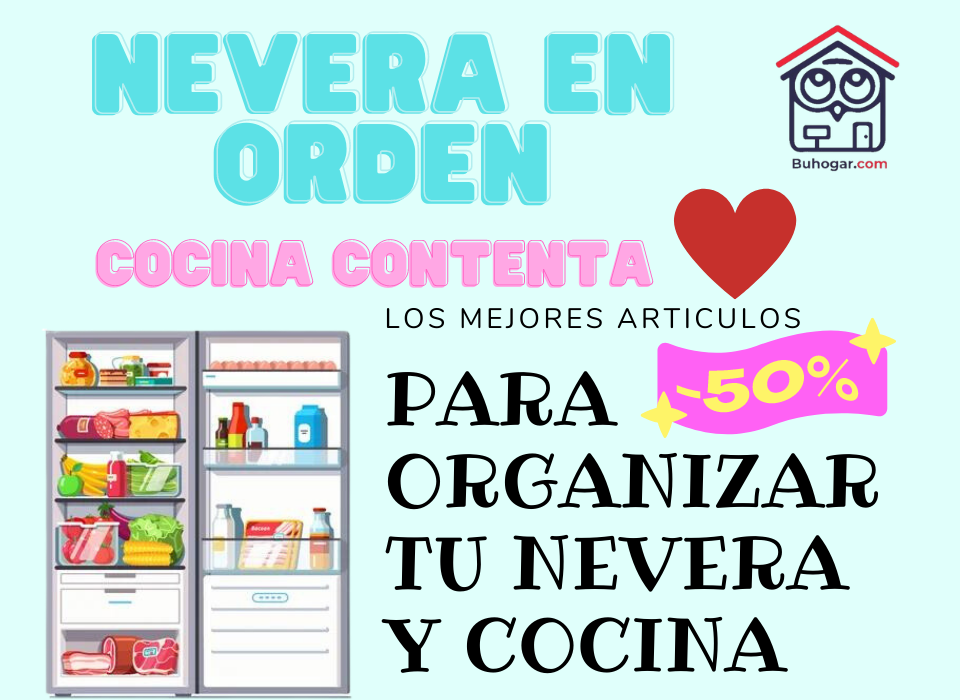 NEVERA EN
ORDEN
Buhogar.com
COCINA CONTENTA
LOS MEJORES ARTICULOS
-50%
PARA
ORGANIZAR
TU NEVERA
Y COCINA